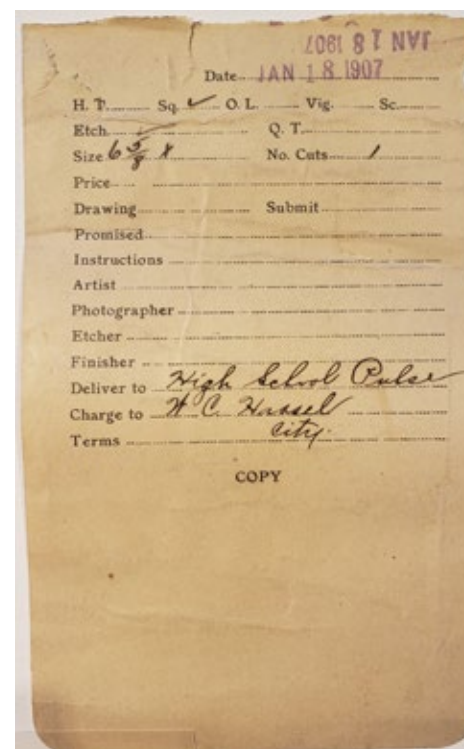 JAN 18 1907
Date JAN 18 1907
H. T. Sq. ✓ O. L. Vig. Sc.
Etch. ✓ Q. T.
Size 6 5/8 X No. Cuts 1
Price
Drawing Submit
Promised
Instructions
Artist
Photographer
Etcher
Finisher
Deliver to High School Pulse
Charge to W. C. Hassel
City.
Terms
COPY